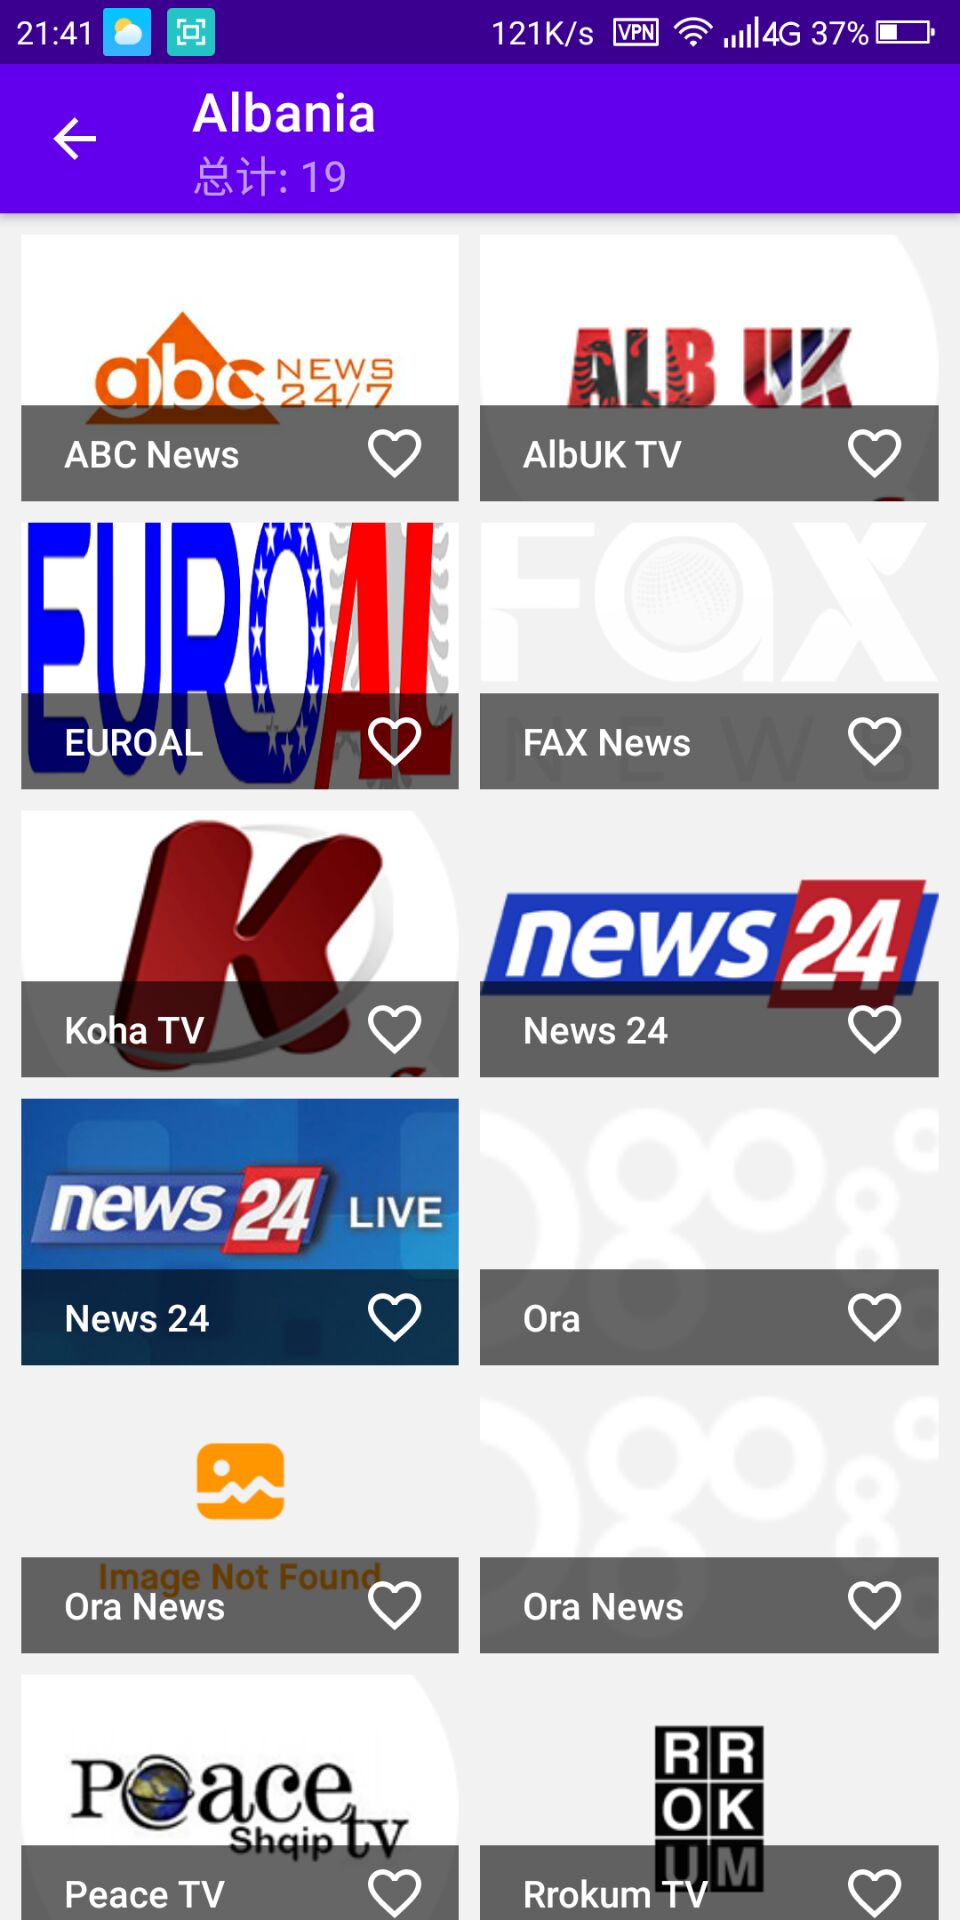 21:41 121K/s VPN 4G 37%
Albania
总计: 19
abc NEWS 24/7
ABC News
ALB UK
AlbUK TV
EUROAL
EUROAL
FAX
NEWS
FAX News
K
Koha TV
news 24
News 24
news 24 LIVE
News 24
Ora
Image Not Found
Ora News
Ora News
Peace
Shqip tv
Peace TV
RR
OK
UM
Rrokum TV